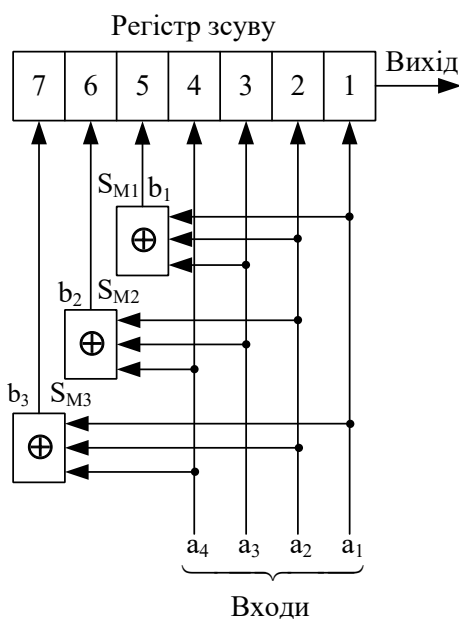 Регістр зсуву
Вихід
7 6 5 4 3 2 1
S_M1 b_1
⊕
b_2 S_M2
⊕
b_3 S_M3
⊕
a_4 a_3 a_2 a_1
Входи